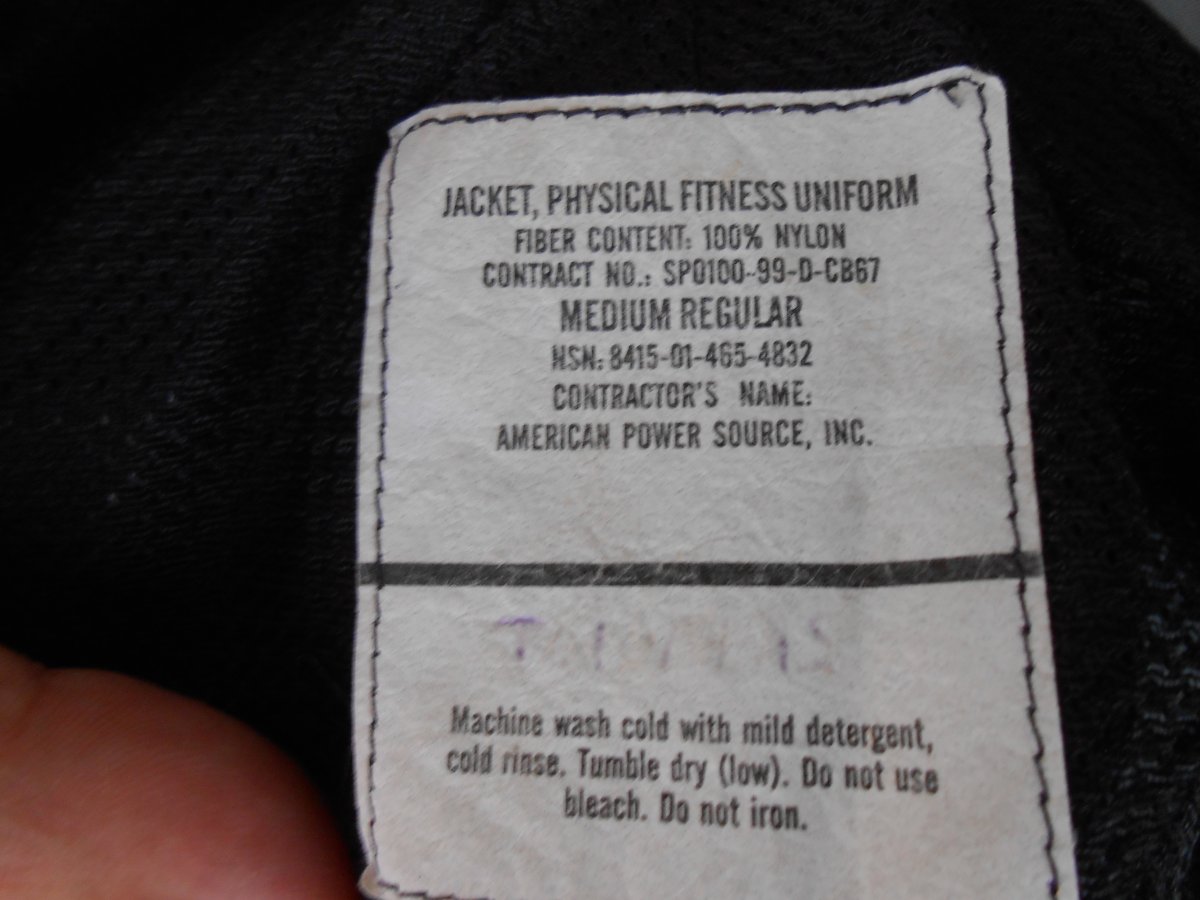 JACKET, PHYSICAL FITNESS UNIFORM
FIBER CONTENT: 100% NYLON
CONTRACT NO.: SP0100-99-D-CB67
MEDIUM REGULAR
NSN: 8415-01-465-4832
CONTRACTOR'S NAME:
AMERICAN POWER SOURCE, INC.
Machine wash cold with mild detergent,
cold rinse. Tumble dry (low). Do not use
bleach. Do not iron.